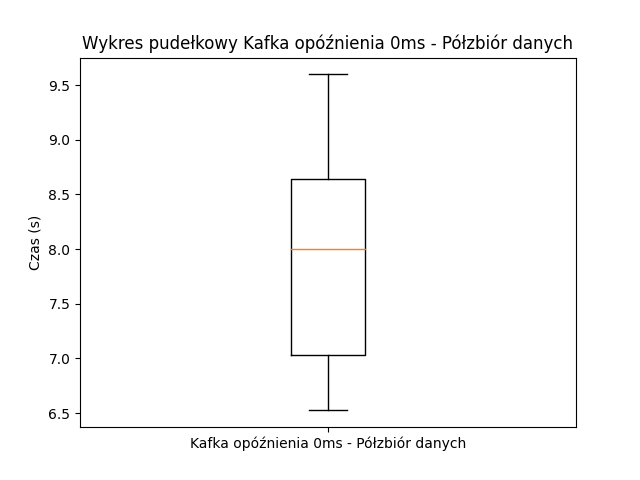 Wykres pudełkowy Kafka opóźnienia 0ms - Półzbiór danych
9.5
9.0
8.5
8.0
7.5
7.0
6.5
Czas (s)
Kafka opóźnienia 0ms - Półzbiór danych